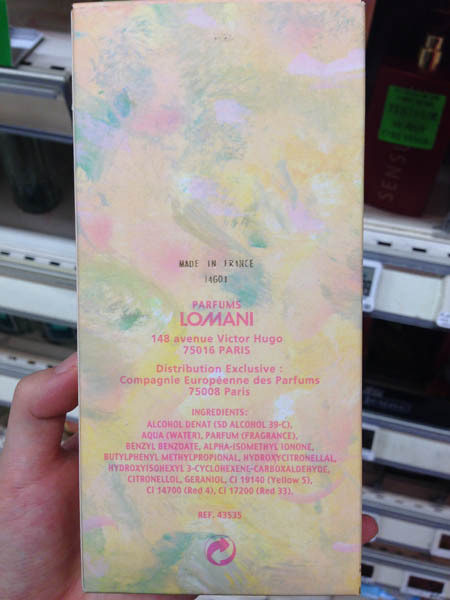 MADE IN FRANCE
14G01
PARFUMS
LOMANI
148 avenue Victor Hugo
75016 PARIS
Distribution Exclusive :
Compagnie Européenne des Parfums
75008 Paris
INGREDIENTS:
ALCOHOL DENAT (SD ALCOHOL 39-C),
AQUA (WATER), PARFUM (FRAGRANCE),
BENZYL BENZOATE, ALPHA-ISOMETHYL IONONE,
BUTYLPHENYL METHYLPROPIONAL, HYDROXYCITRONELLAL,
HYDROXYISOHEXYL 3-CYCLOHEXENE-CARBOXALDEHYDE,
CITRONELLOL, GERANIOL, CI 19140 (Yellow 5),
CI 14700 (Red 4), CI 17200 (Red 33).
REF. 43535
SENS